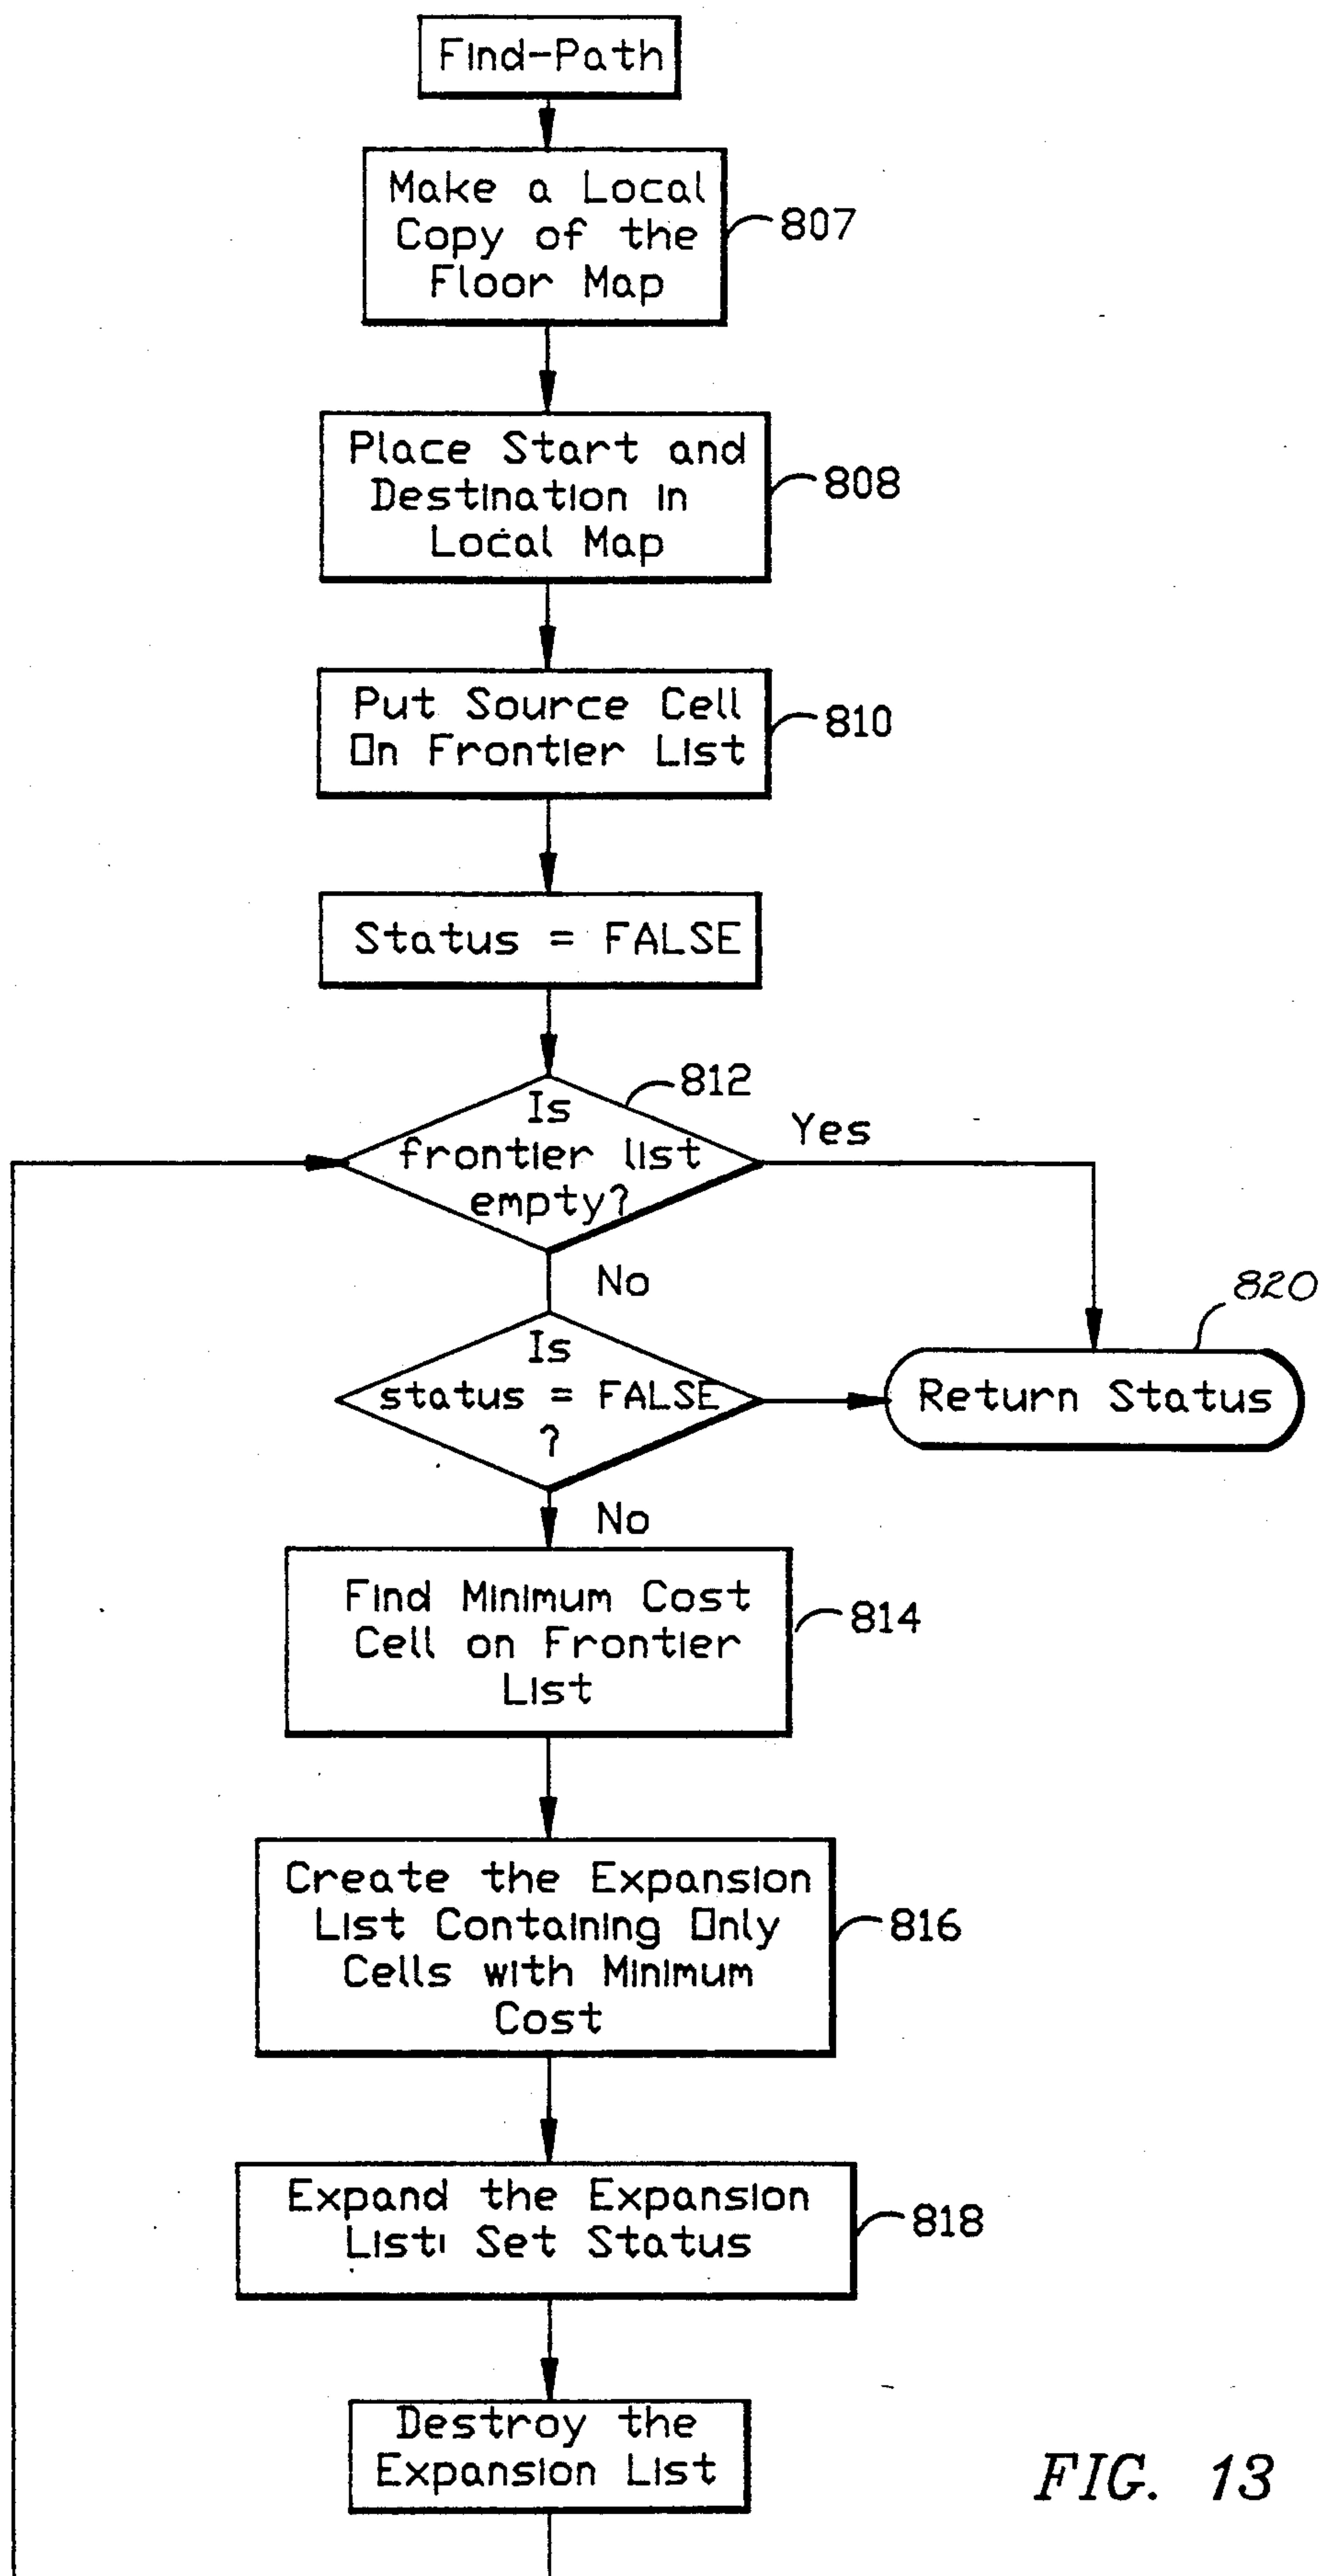 Find-Path
Make a Local
Copy of the
Floor Map
807
Place Start and
Destination in
Local Map
808
Put Source Cell
On Frontier List
810
Status = FALSE
812
Is
frontier list
empty?
Yes
No
820
Is
status = FALSE
?
Return Status
No
Find Minimum Cost
Cell on Frontier
List
814
Create the Expansion
List Containing Only
Cells with Minimum
Cost
816
Expand the Expansion
List; Set Status
818
Destroy the
Expansion List
FIG. 13